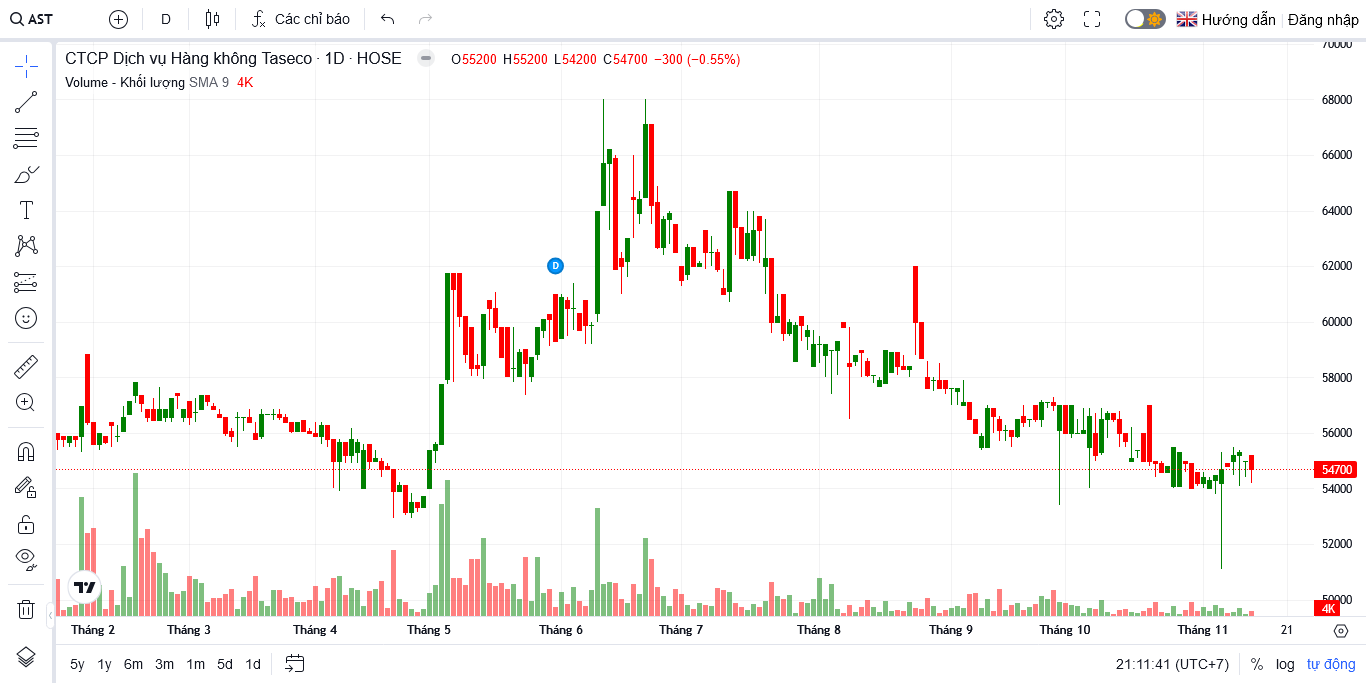 AST D Các chỉ báo Hướng dẫn Đăng nhập
CTCP Dịch vụ Hàng không Taseco · 1D · HOSE O55200 H55200 L54200 C54700 −300 (−0.55%)
Volume - Khối lượng SMA 9 4K
D
70000
68000
66000
64000
62000
60000
58000
56000
54700
54000
52000
50000
4K
Tháng 2 Tháng 3 Tháng 4 Tháng 5 Tháng 6 Tháng 7 Tháng 8 Tháng 9 Tháng 10 Tháng 11 21
5y 1y 6m 3m 1m 5d 1d 21:11:41 (UTC+7) % log tự động